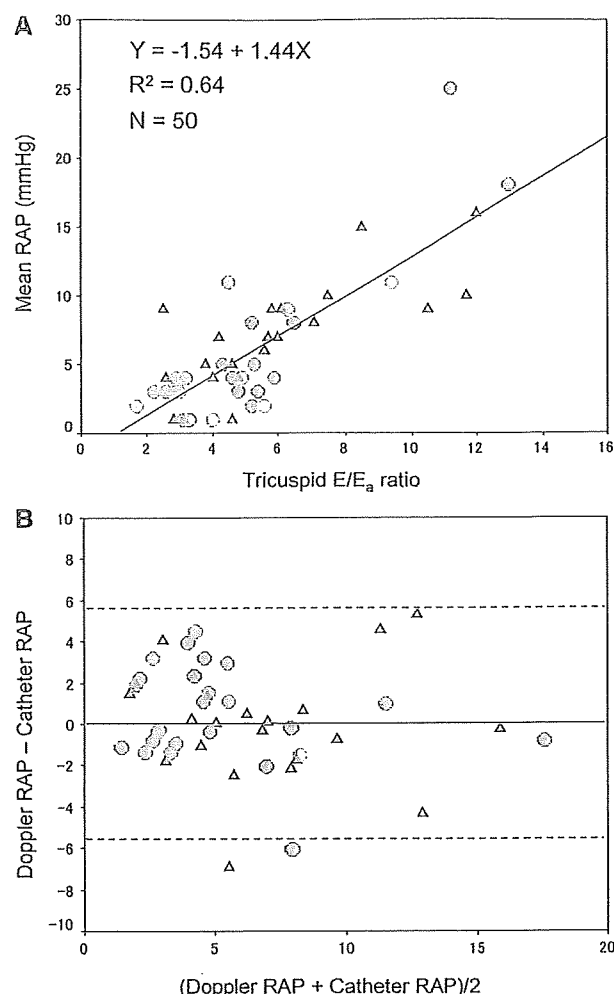 A
Y = -1.54 + 1.44X
R² = 0.64
N = 50
Mean RAP (mmHg)
30
25
20
15
10
5
0
0 2 4 6 8 10 12 14 16
Tricuspid E/Eₐ ratio
B
Doppler RAP – Catheter RAP
10
8
6
4
2
0
-2
-4
-6
-8
-10
0 5 10 15 20
(Doppler RAP + Catheter RAP)/2